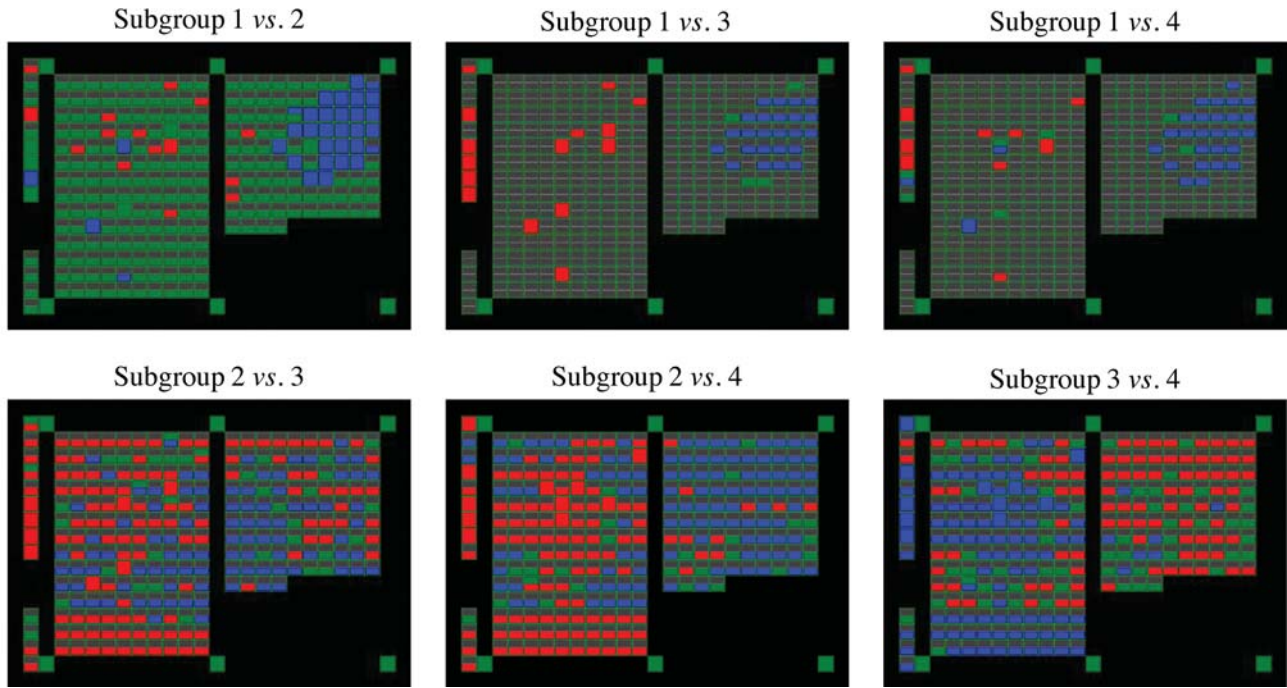 Subgroup 1 vs. 2
Subgroup 1 vs. 3
Subgroup 1 vs. 4
Subgroup 2 vs. 3
Subgroup 2 vs. 4
Subgroup 3 vs. 4